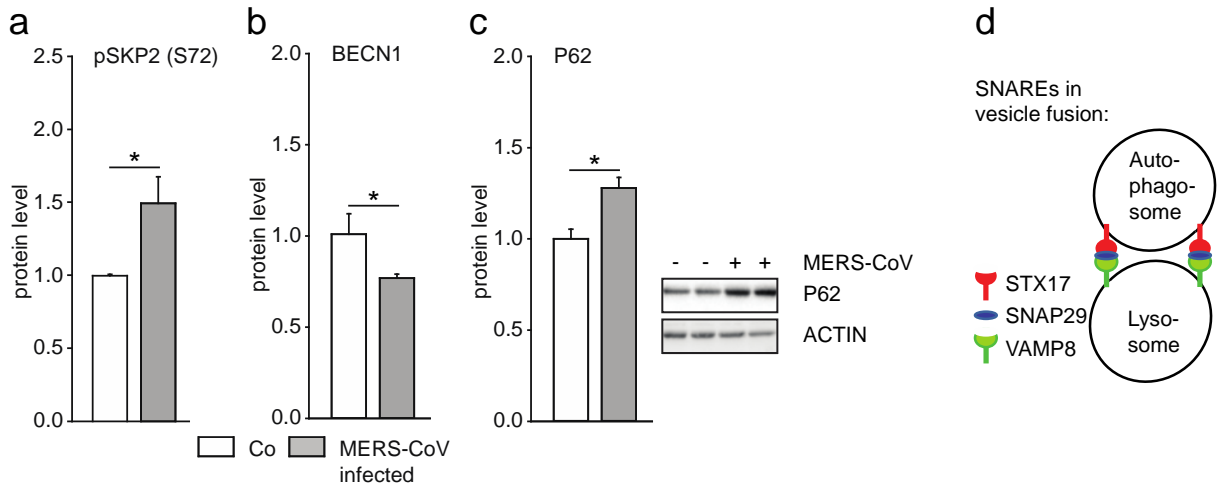 a
pSKP2 (S72)
protein level
2.5
2.0
1.5
1.0
0.5
0.0
*
b
BECN1
protein level
2.0
1.5
1.0
0.5
0.0
*
c
P62
protein level
2.0
1.5
1.0
0.5
0.0
*
- - + + MERS-CoV
P62
ACTIN
Co
MERS-CoV
infected
d
SNAREs in
vesicle fusion:
Auto-
phago-
some
Lyso-
some
STX17
SNAP29
VAMP8